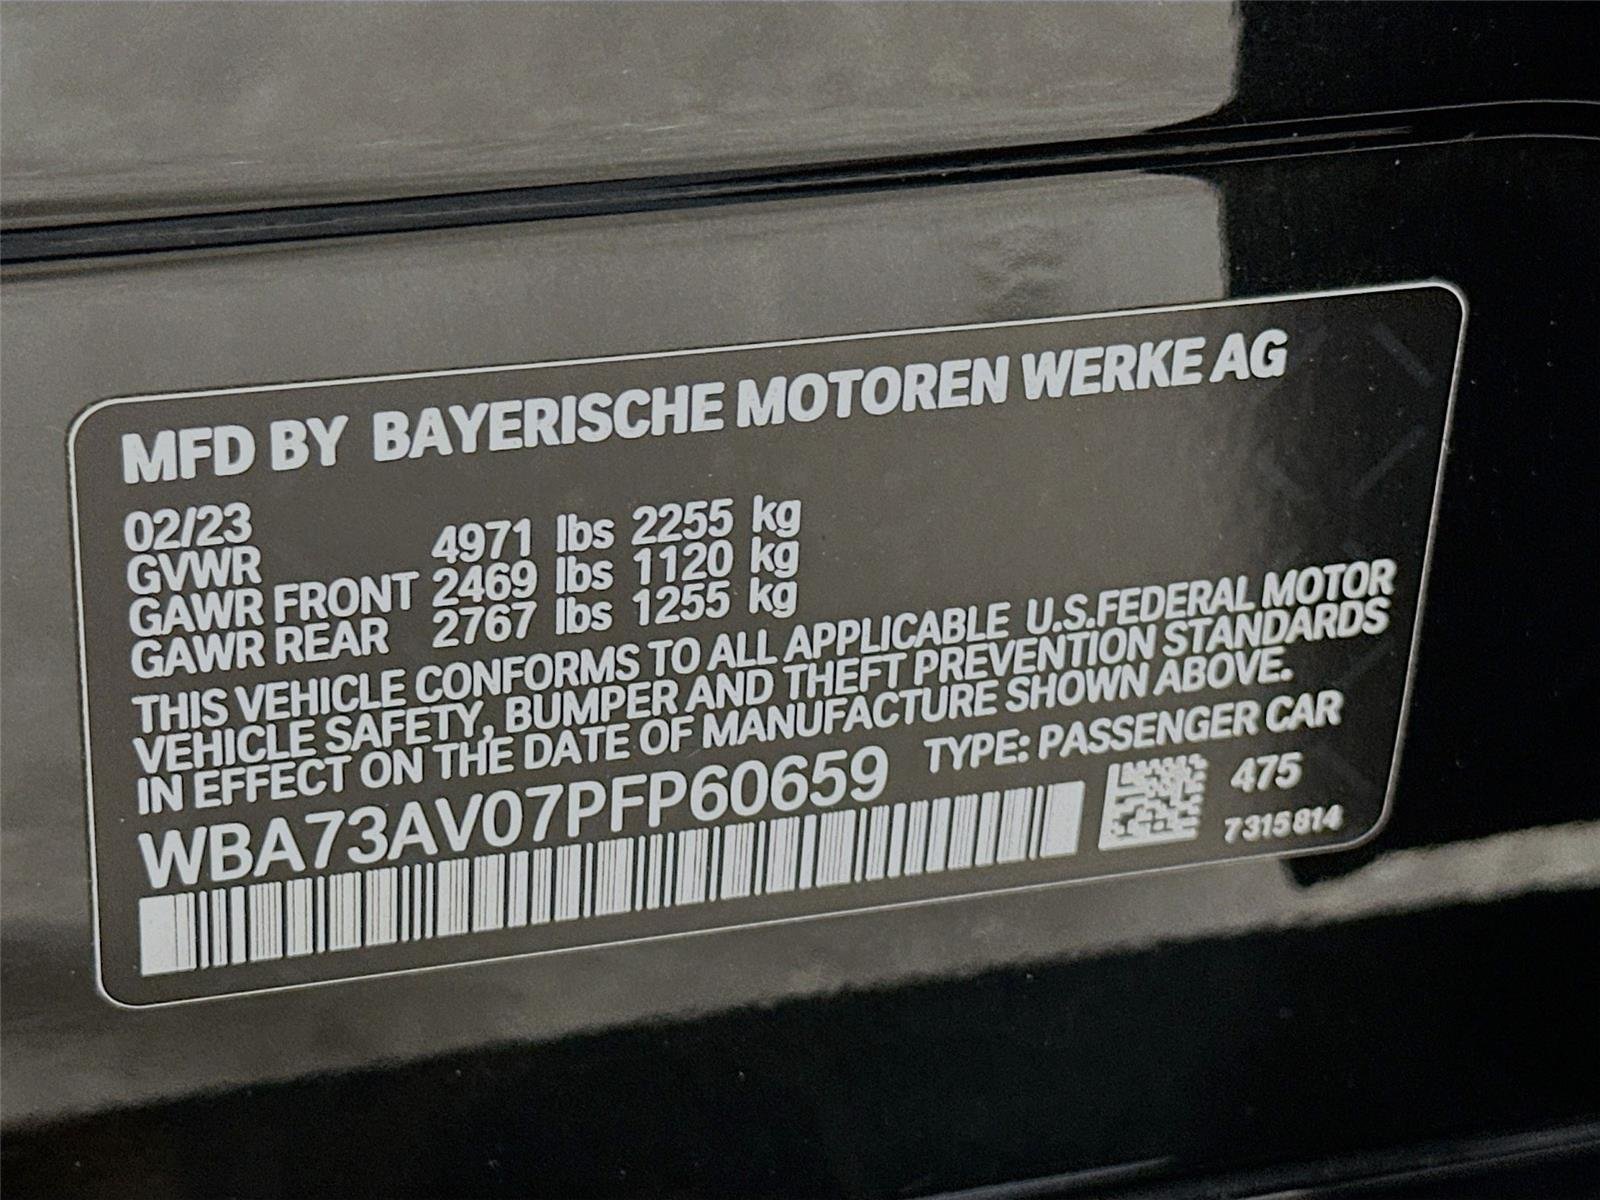 MFD BY BAYERISCHE MOTOREN WERKE AG
02/23
GVWR 4971 lbs 2255 kg
GAWR FRONT 2469 lbs 1120 kg
GAWR REAR 2767 lbs 1255 kg
THIS VEHICLE CONFORMS TO ALL APPLICABLE U.S.FEDERAL MOTOR
VEHICLE SAFETY, BUMPER AND THEFT PREVENTION STANDARDS
IN EFFECT ON THE DATE OF MANUFACTURE SHOWN ABOVE.
WBA73AV07PFP60659 TYPE: PASSENGER CAR
475
7315814